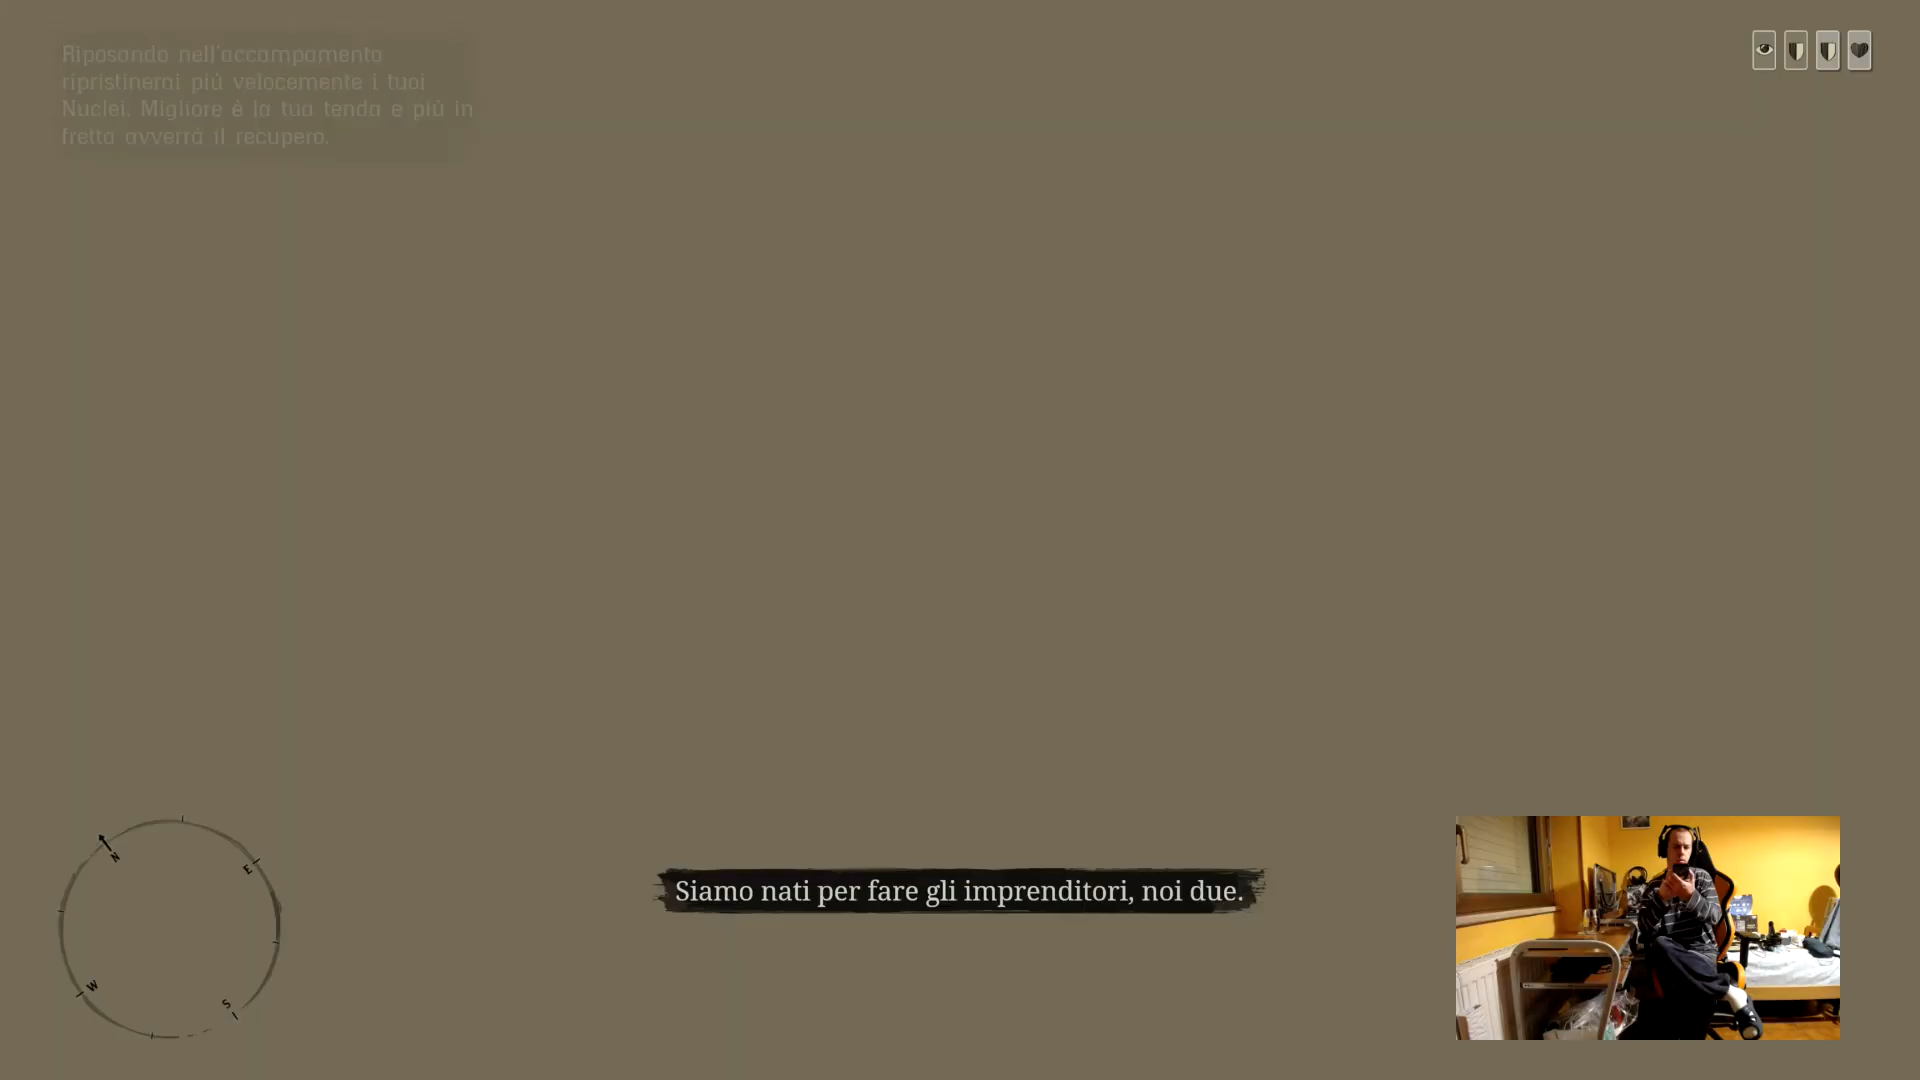 Riposando nell'accampamento
ripristinerai più velocemente i tuoi
Nuclei. Migliore è la tua tenda e più in
fretta avverrà il recupero.
N
E
W
S
Siamo nati per fare gli imprenditori, noi due.